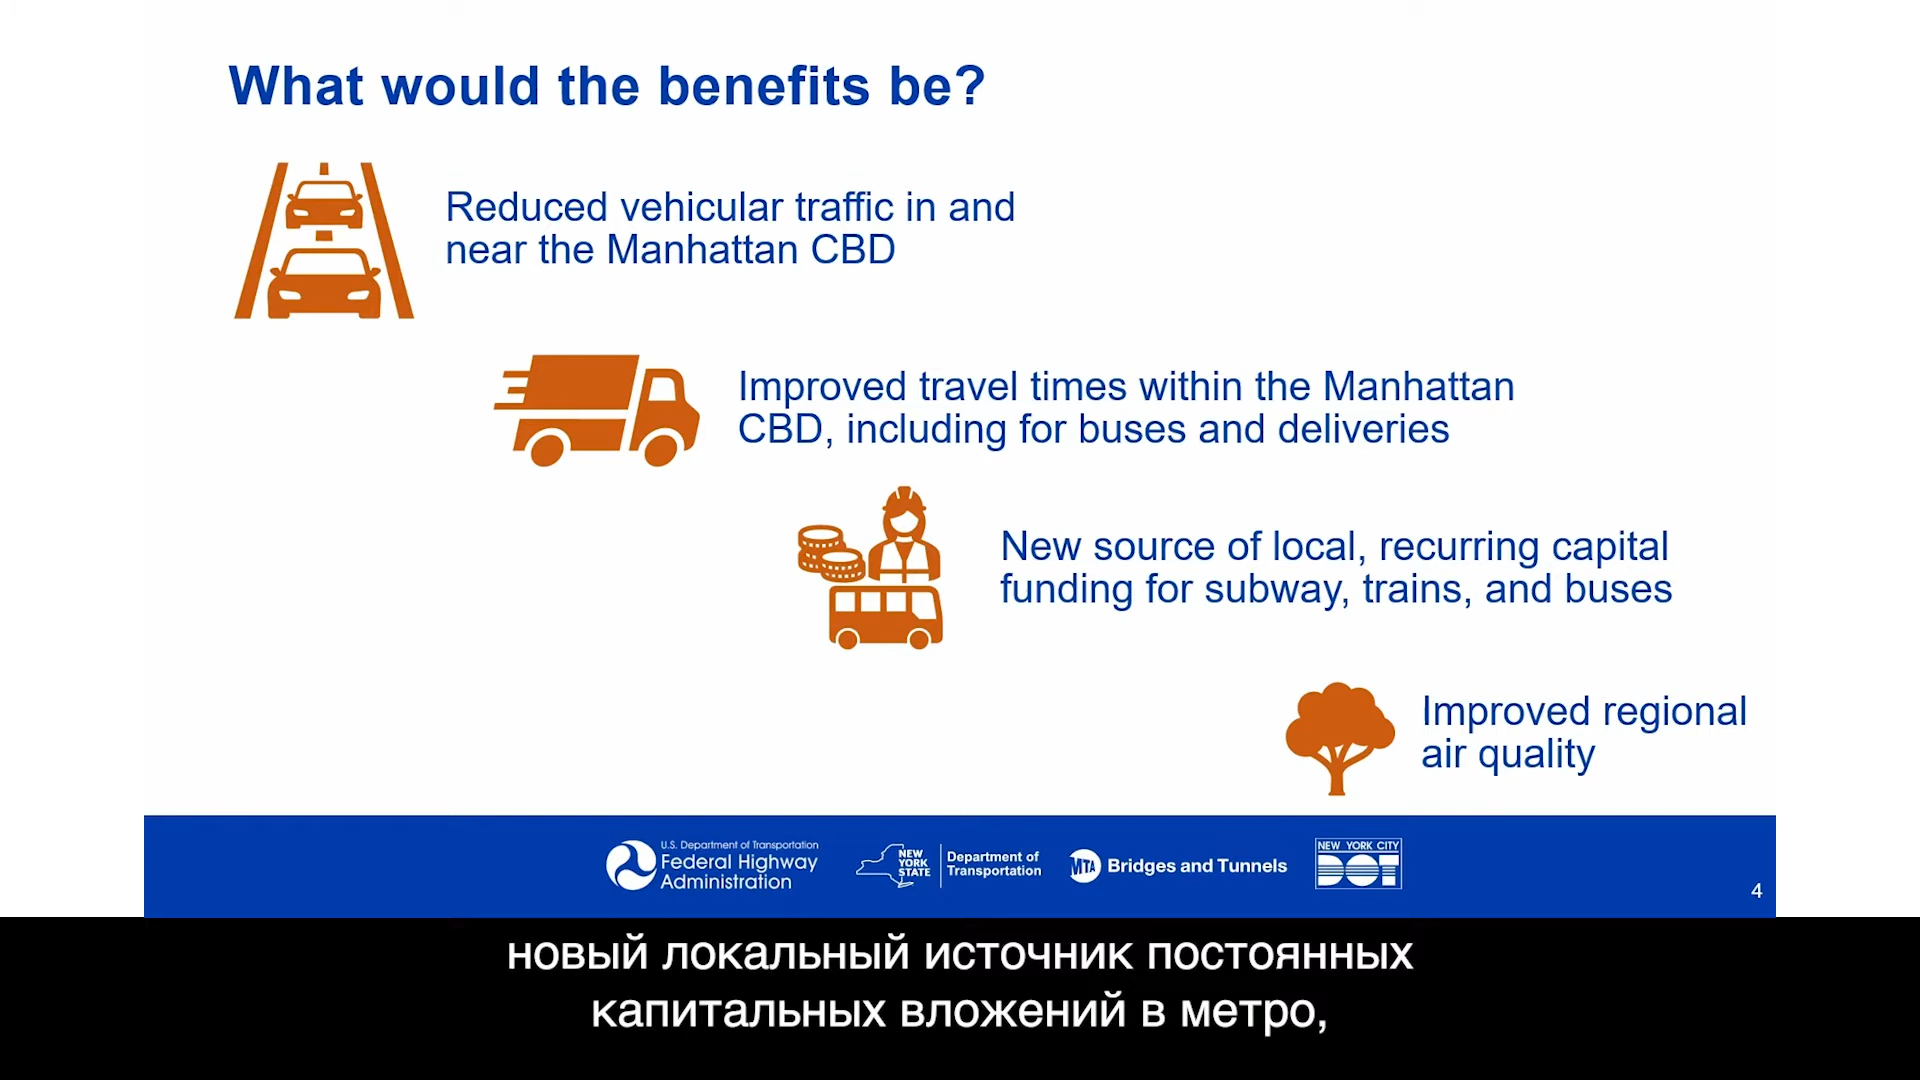 What would the benefits be?
Reduced vehicular traffic in and
near the Manhattan CBD
Improved travel times within the Manhattan
CBD, including for buses and deliveries
New source of local, recurring capital
funding for subway, trains, and buses
Improved regional
air quality
U.S. Department of Transportation
Federal Highway
Administration
NEW
YORK
STATE
Department of
Transportation
MTA
Bridges and Tunnels
NEW YORK CITY
DOT
4
новый локальный источник постоянных
капитальных вложений в метро,